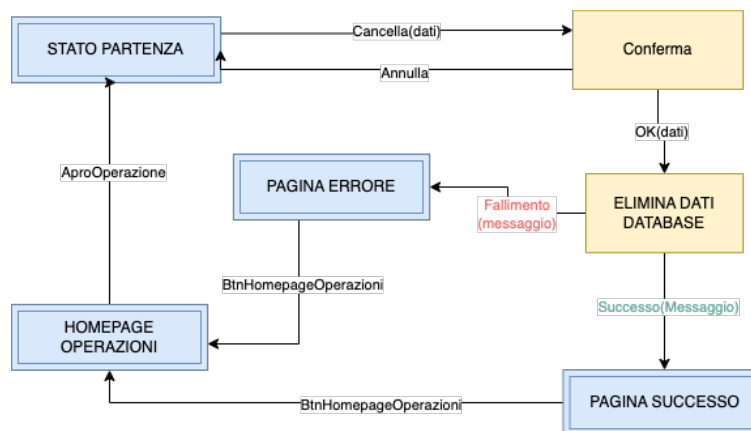 STATO PARTENZA
Cancella(dati)
Conferma
Annulla
OK(dati)
AproOperazione
PAGINA ERRORE
Fallimento
(messaggio)
ELIMINA DATI
DATABASE
BtnHomepageOperazioni
Successo(Messaggio)
HOMEPAGE
OPERAZIONI
BtnHomepageOperazioni
PAGINA SUCCESSO